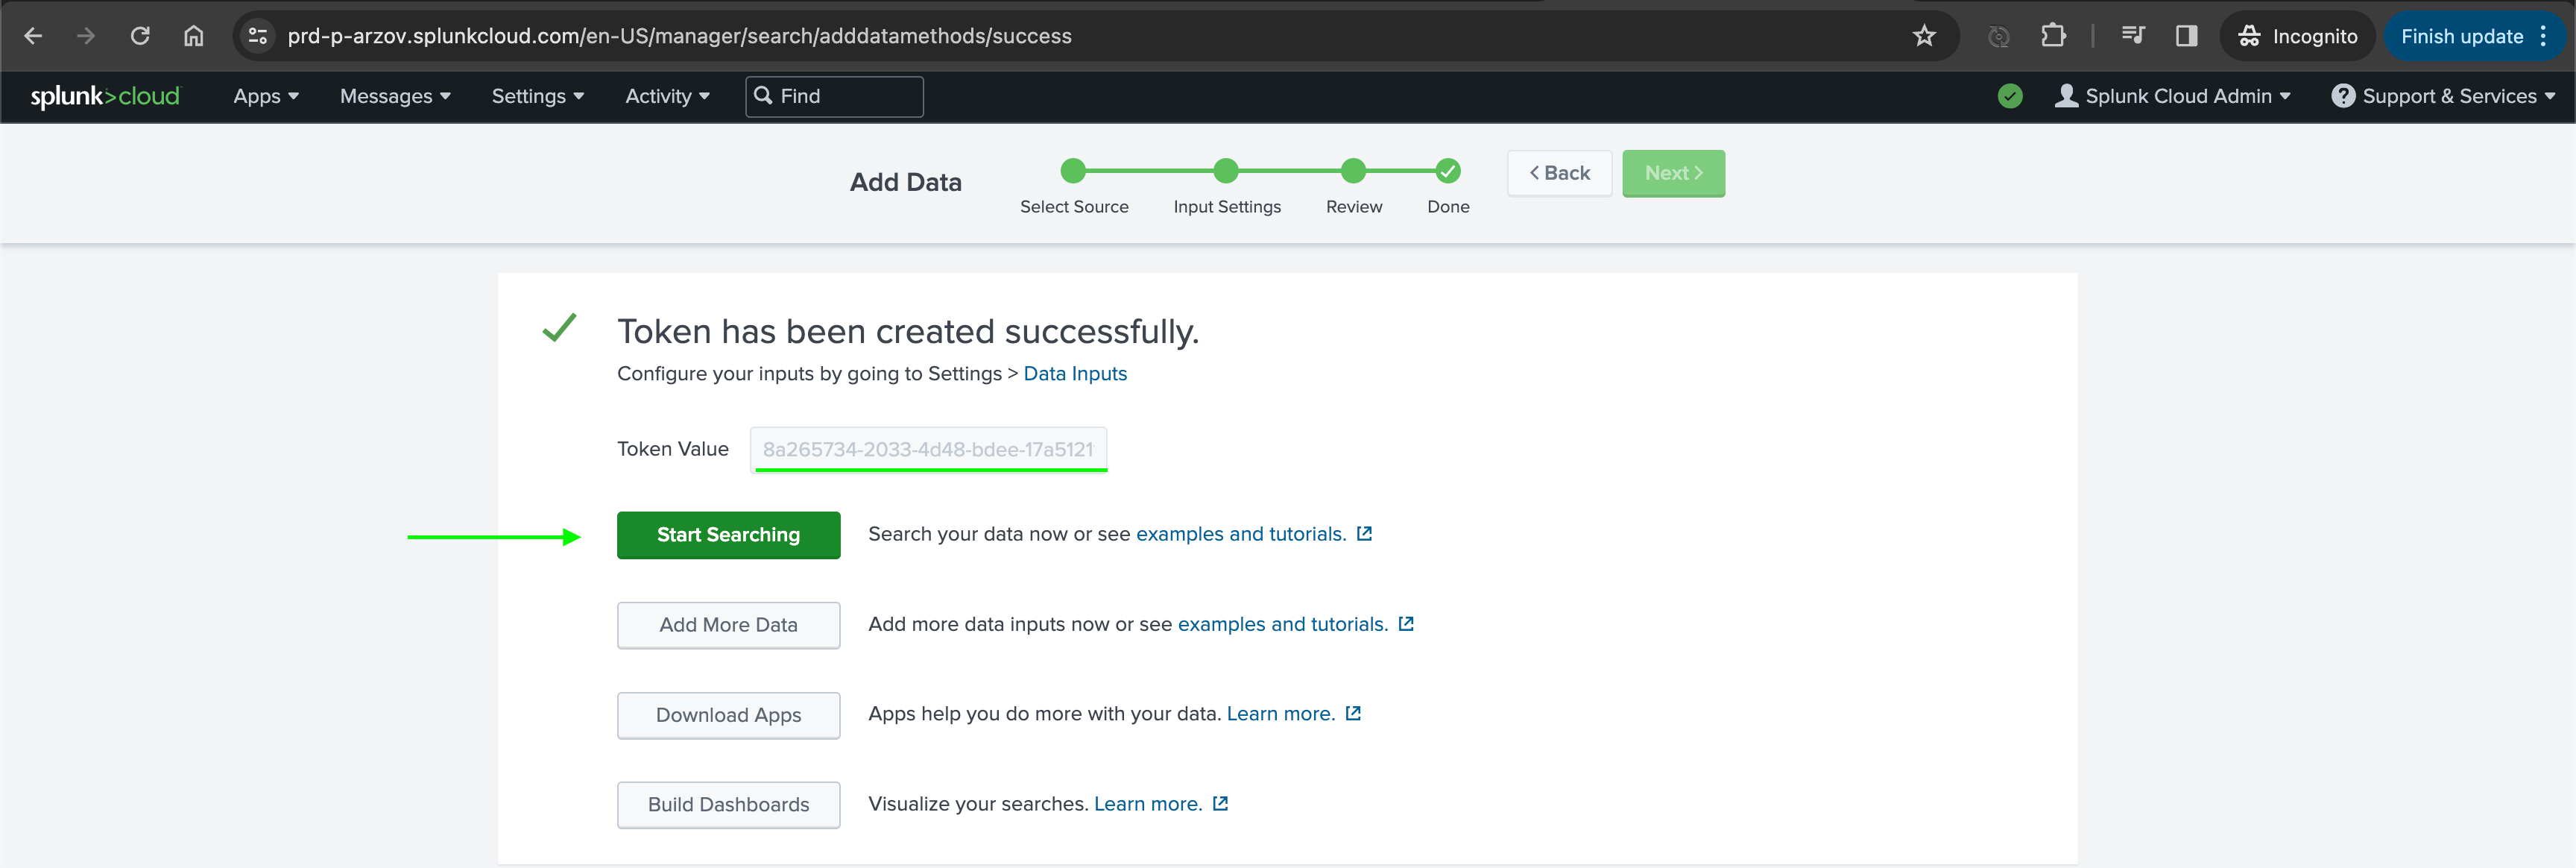 prd-p-arzov.splunkcloud.com/en-US/manager/search/adddatamethods/success
Incognito
Finish update
splunk>cloud
Apps
Messages
Settings
Activity
Find
Splunk Cloud Admin
Support & Services
Add Data
Select Source
Input Settings
Review
Done
< Back
Next >
Token has been created successfully.
Configure your inputs by going to Settings > Data Inputs
Token Value
8a265734-2033-4d48-bdee-17a5121
Start Searching
Search your data now or see examples and tutorials.
Add More Data
Add more data inputs now or see examples and tutorials.
Download Apps
Apps help you do more with your data. Learn more.
Build Dashboards
Visualize your searches. Learn more.